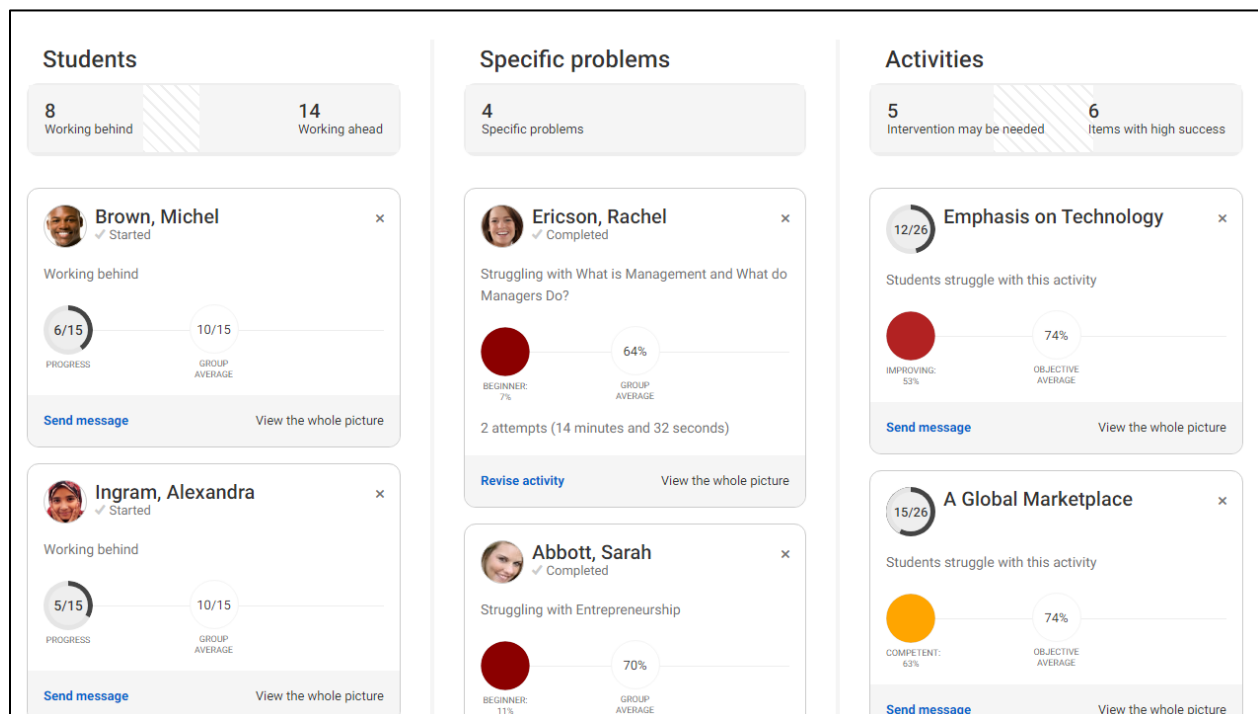 Students
8
Working behind
14
Working ahead
Brown, Michel
Started
Working behind
6/15
PROGRESS
10/15
GROUP
AVERAGE
Send message
View the whole picture
Ingram, Alexandra
Started
Working behind
5/15
PROGRESS
10/15
GROUP
AVERAGE
Send message
View the whole picture
Specific problems
4
Specific problems
Ericson, Rachel
Completed
Struggling with What is Management and What do
Managers Do?
BEGINNER:
7%
64%
GROUP
AVERAGE
2 attempts (14 minutes and 32 seconds)
Revise activity
View the whole picture
Abbott, Sarah
Completed
Struggling with Entrepreneurship
BEGINNER:
11%
70%
GROUP
AVERAGE
Activities
5
Intervention may be needed
6
Items with high success
12/26
Emphasis on Technology
Students struggle with this activity
IMPROVING:
53%
74%
OBJECTIVE
AVERAGE
Send message
View the whole picture
15/26
A Global Marketplace
Students struggle with this activity
COMPETENT:
63%
74%
OBJECTIVE
AVERAGE
Send message
View the whole picture